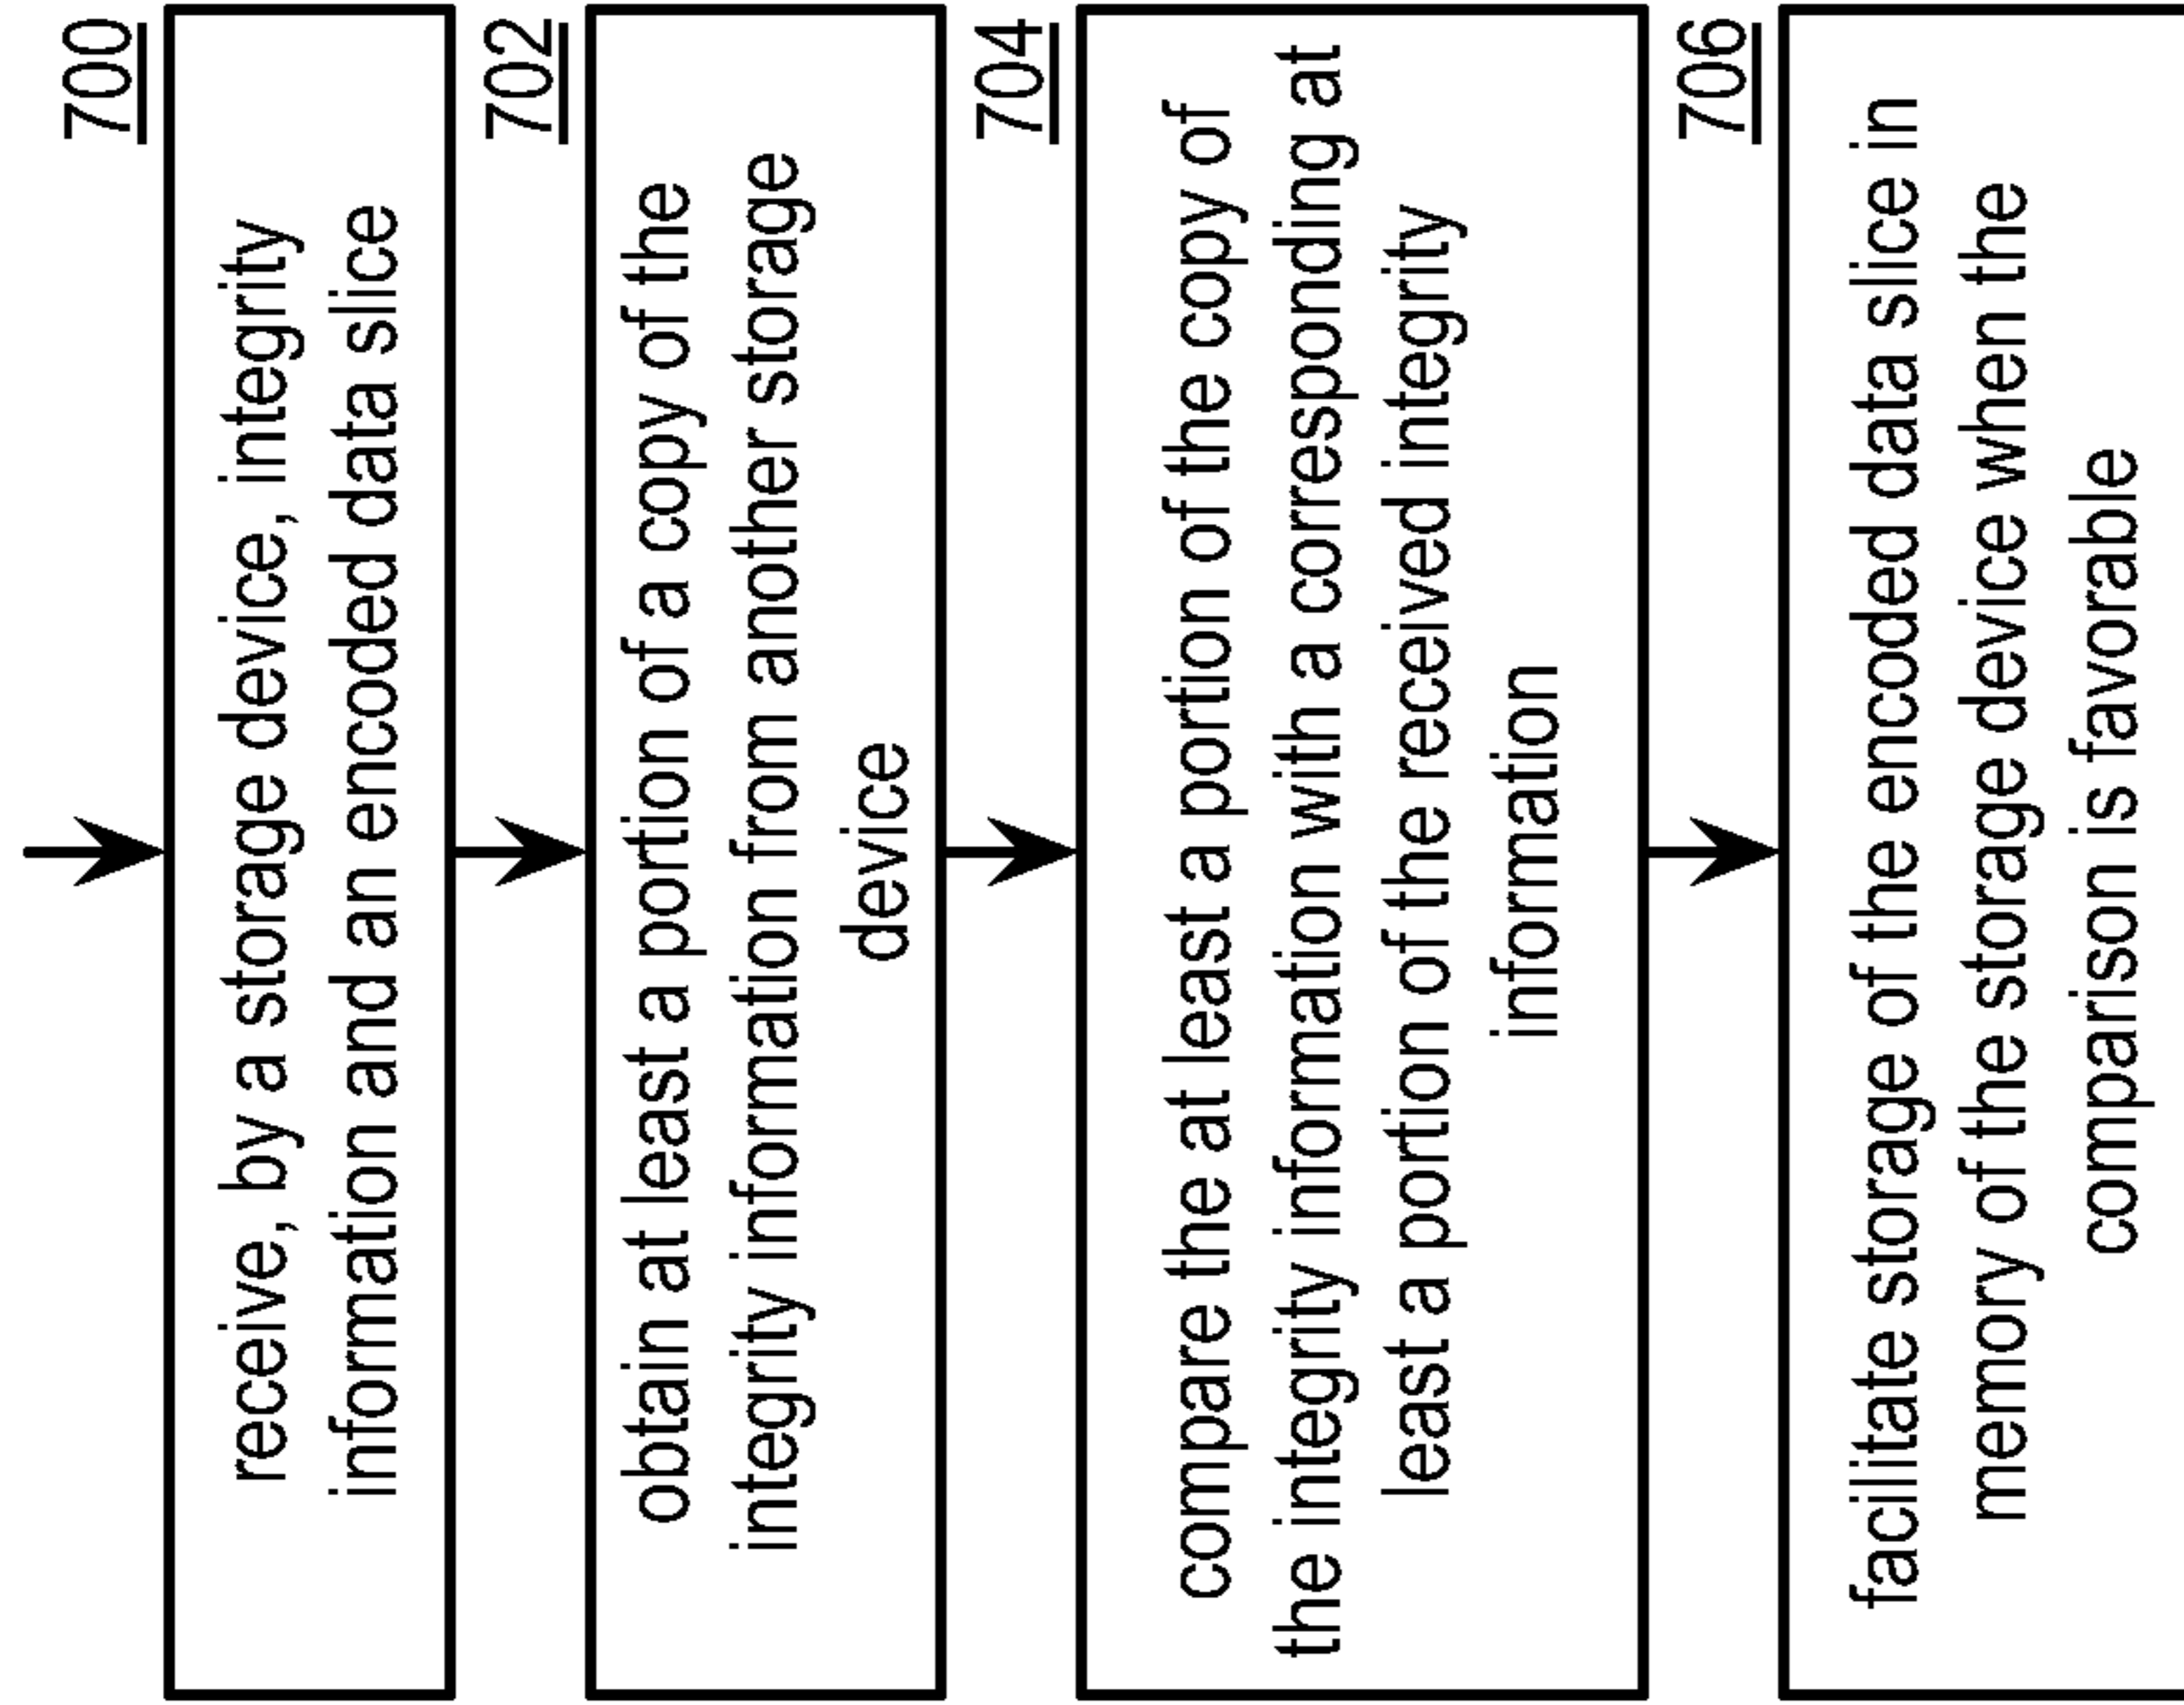 700
receive, by a storage device, integrity
information and an encoded data slice
702
obtain at least a portion of a copy of the
integrity information from another storage
device
704
compare the at least a portion of the copy of
the integrity information with a corresponding at
least a portion of the received integrity
information
706
facilitate storage of the encoded data slice in
memory of the storage device when the
comparison is favorable